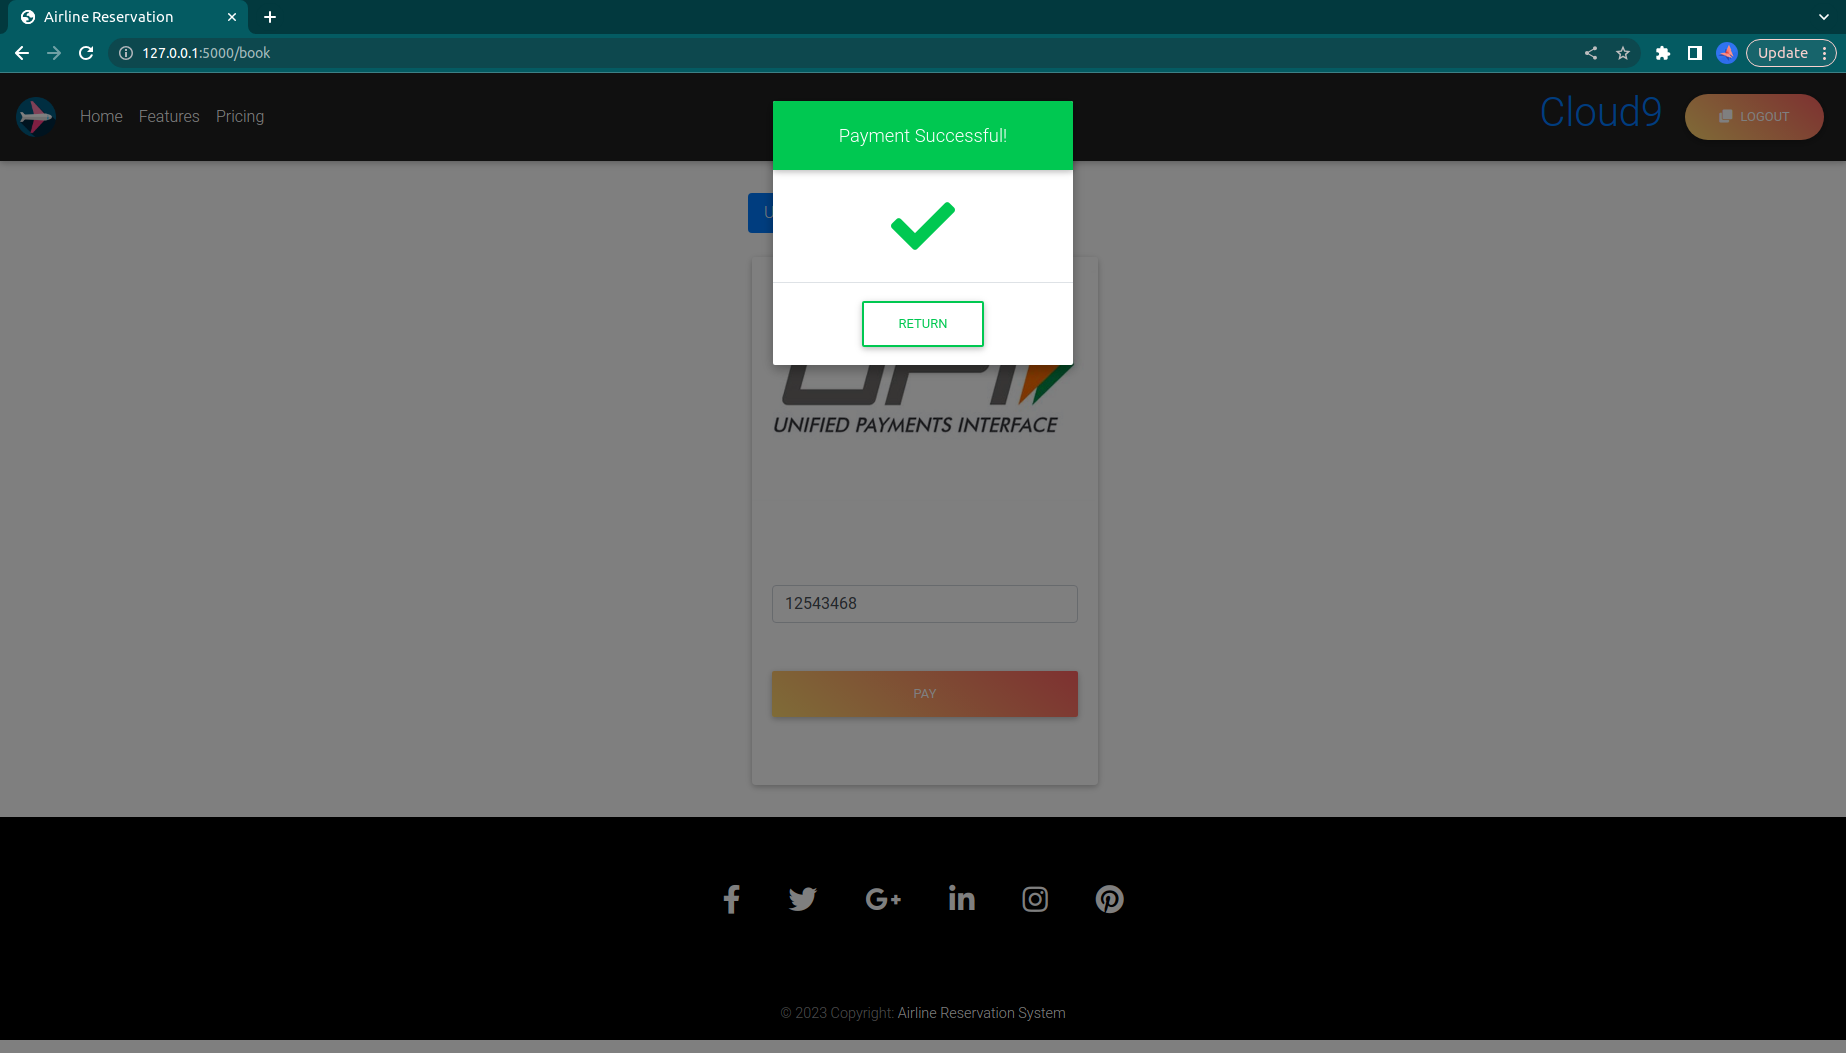 Airline Reservation
127.0.0.1:5000/book
Update
Home Features Pricing
Cloud9
LOGOUT
Payment Successful!
RETURN
UNIFIED PAYMENTS INTERFACE
12543468
PAY
© 2023 Copyright: Airline Reservation System